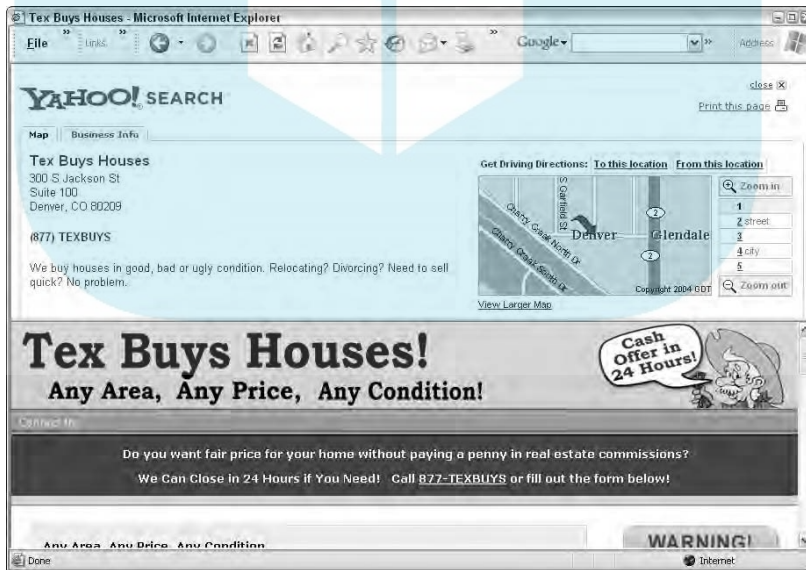 Tex Buys Houses - Microsoft Internet Explorer
File » Links » Google » Address
close
YAHOO! SEARCH
Print this page
Map Business Info
Tex Buys Houses
300 S Jackson St
Suite 100
Denver, CO 80209
(877) TEXBUYS
We buy houses in good, bad or ugly condition. Relocating? Divorcing? Need to sell
quick? No problem.
Get Driving Directions: To this location From this location
Zoom in
1
2 street
3
4 city
5
Zoom out
S Garfield St
Cherry Creek North Dr
Cherry Creek South Dr
2
Denver Glendale
2
Copyright 2004 GDT
View Larger Map
Tex Buys Houses!
Any Area, Any Price, Any Condition!
Cash
Offer in
24 Hours!
Contact Us
Do you want fair price for your home without paying a penny in real estate commissions?
We Can Close in 24 Hours if You Need! Call 877-TEXBUYS or fill out the form below!
Any Area, Any Price, Any Condition
WARNING!
Done Internet